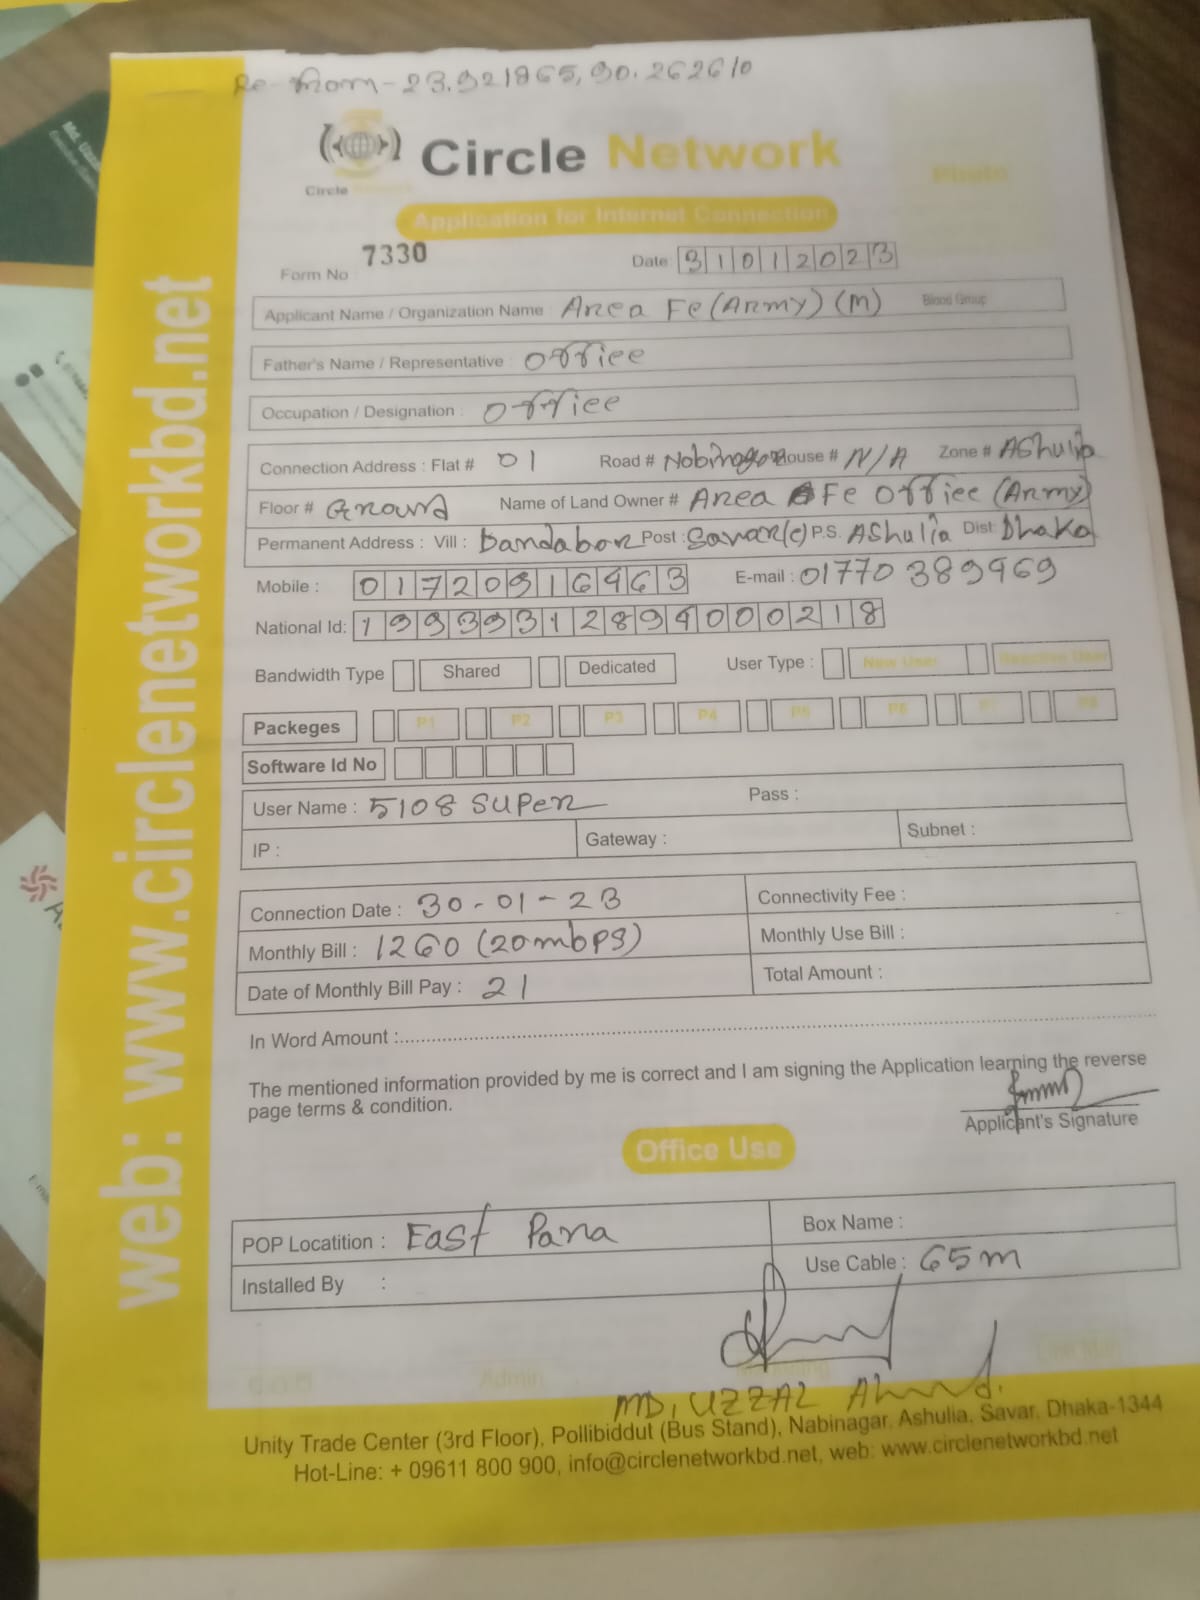 23.921865, 90.262610
Circle Network
Circle
Photo
Application for Internet Connection
Form No 7330
Date 31012023
Applicant Name / Organization Name : Area Fe (Army) (M) Blood Group
Father's Name / Representative : office
Occupation / Designation : office
Connection Address : Flat # 01 Road # Nobinagor House # N/A Zone # AShulia
Floor # Ground Name of Land Owner # Area Fe office (Army)
Permanent Address : Vill : Dandabor Post : Savar (c) P.S. AShulia Dist: Dhaka
Mobile : 01720916463 E-mail : 01770 389969
National Id: 19939312894000218
Bandwidth Type Shared Dedicated User Type : New User Reactive User
Packeges P1 P2 P3 P4 P5 P6 P7 P8
Software Id No
User Name : 5108 super Pass :
IP : Gateway : Subnet :
Connection Date : 30-01-23 Connectivity Fee :
Monthly Bill : 1260 (20mbps) Monthly Use Bill :
Date of Monthly Bill Pay : 21 Total Amount :
In Word Amount :
The mentioned information provided by me is correct and I am signing the Application learning the reverse
page terms & condition.
Applicant's Signature
Office Use
POP Locatition : East Para Box Name :
Installed By : Use Cable : 65m
Admin
MD, UZZAL Ahmed.
Unity Trade Center (3rd Floor), Pollibiddut (Bus Stand), Nabinagar, Ashulia, Savar, Dhaka-1344
Hot-Line: + 09611 800 900, info@circlenetworkbd.net, web: www.circlenetworkbd.net
web: www.circlenetworkbd.net